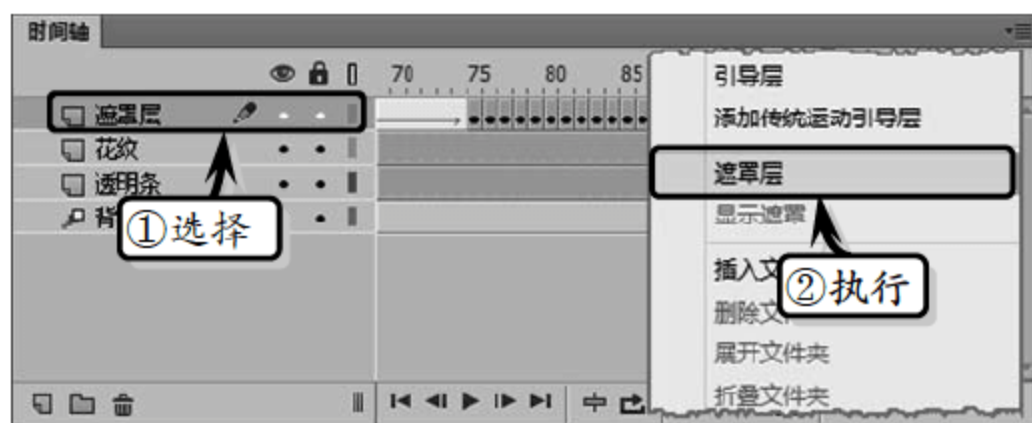 时间轴
70 75 80 85
遮罩层
花纹
透明条
背
①选择
引导层
添加传统运动引导层
遮罩层
显示遮罩
插入文
②执行
删除文
展开文件夹
折叠文件夹